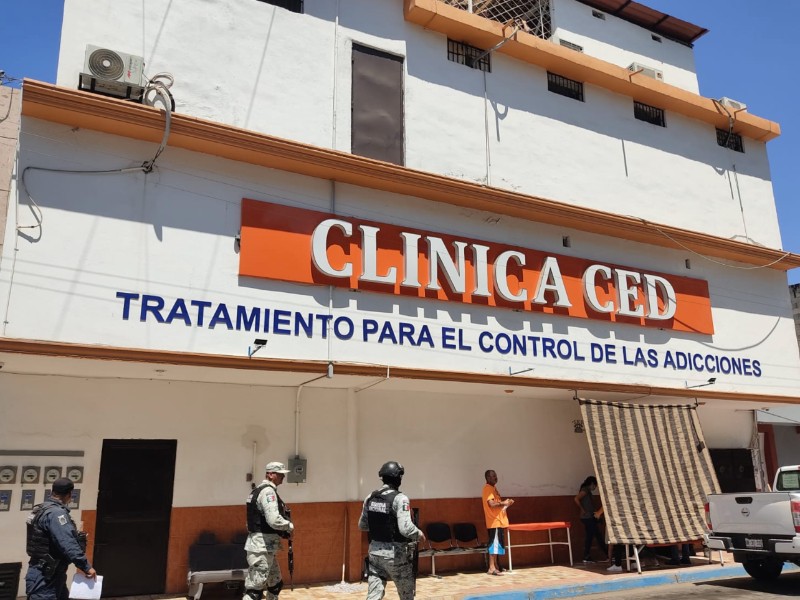 CLINICA CED
TRATAMIENTO PARA EL CONTROL DE LAS ADICCIONES